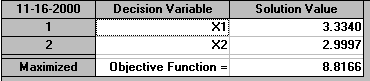 11-16-2000 Decision Variable Solution Value
1 X1 3.3340
2 X2 2.9997
Maximized Objective Function = 8.8166